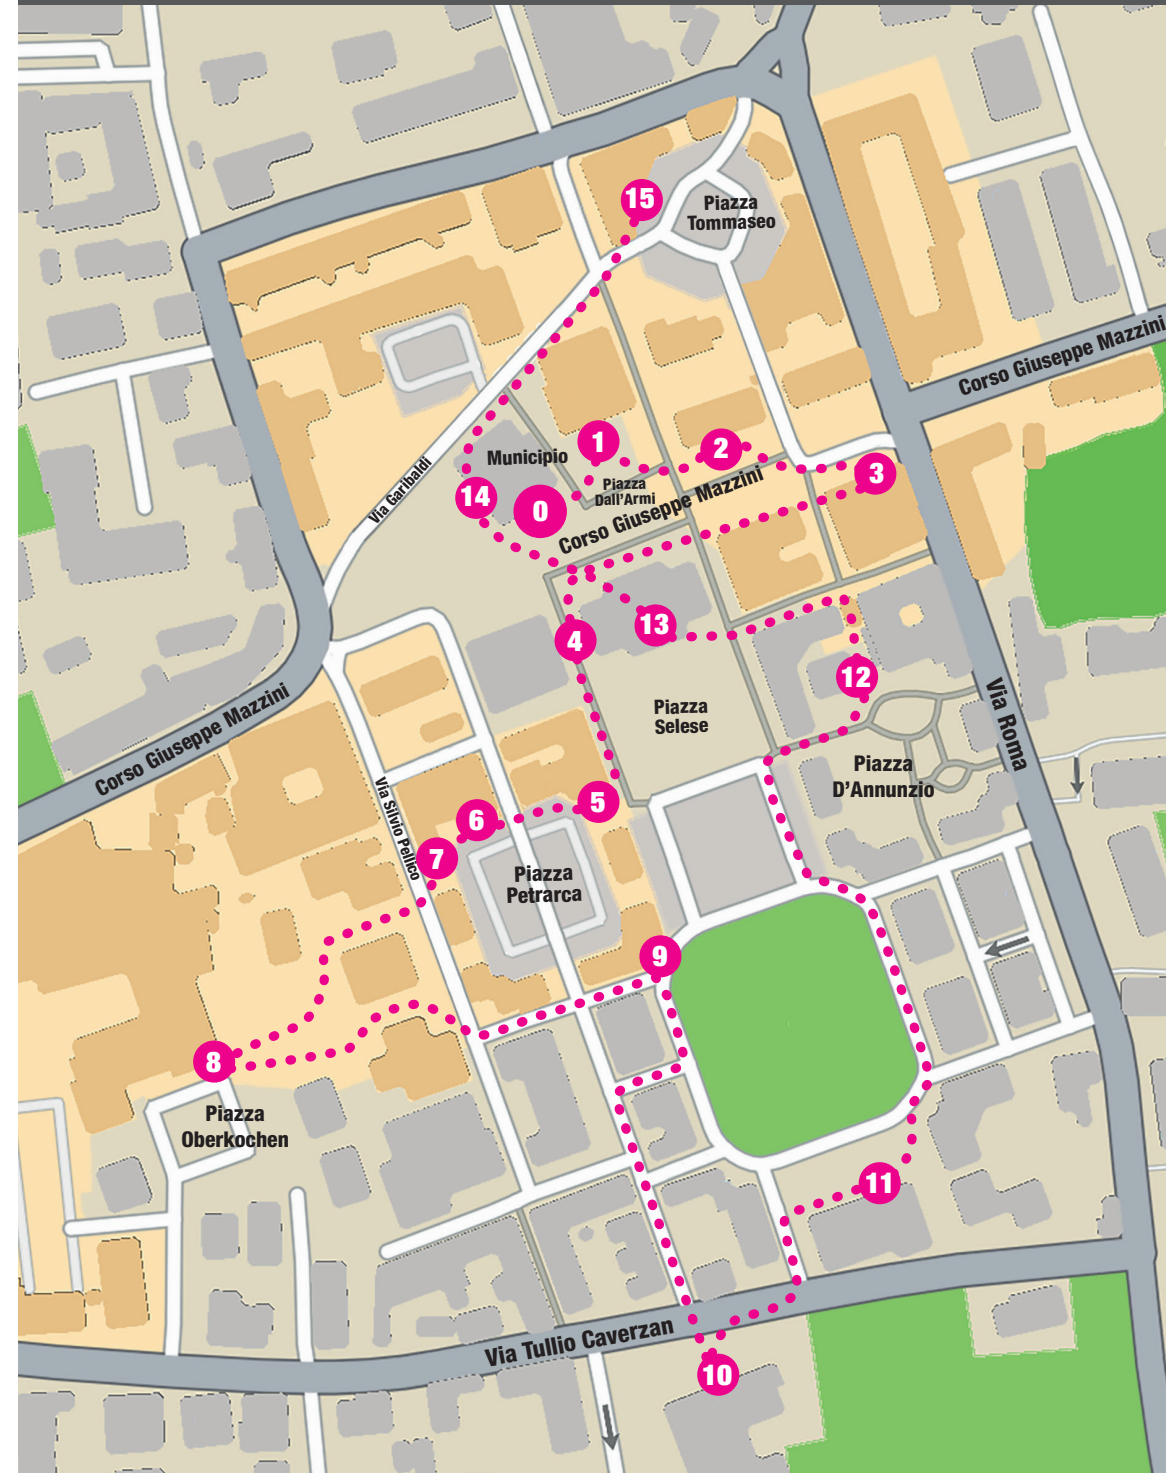 15
Piazza
Tommaseo
Corso Giuseppe Mazzini
1
2
3
Municipio
Via Garibaldi
14
0
Piazza
Dall'Armi
Corso Giuseppe Mazzini
13
4
12
Piazza
Selese
Via Roma
Corso Giuseppe Mazzini
Piazza
D'Annunzio
Via Silvio Pellico
5
6
7
Piazza
Petrarca
9
8
Piazza
Oberkochen
11
Via Tullio Caverzan
10